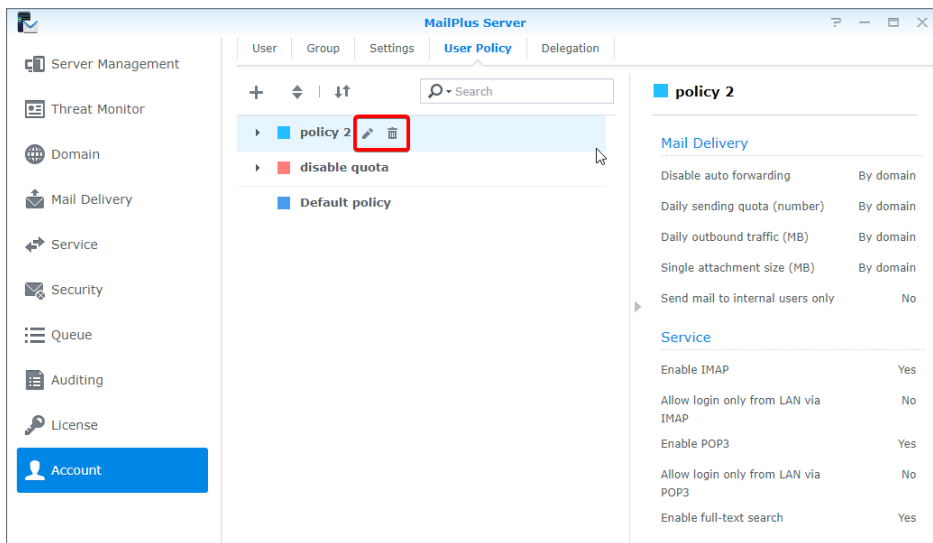 MailPlus Server
Server Management
Threat Monitor
Domain
Mail Delivery
Service
Security
Queue
Auditing
License
Account
User Group Settings User Policy Delegation
Search
policy 2
disable quota
Default policy
policy 2
Mail Delivery
Disable auto forwarding By domain
Daily sending quota (number) By domain
Daily outbound traffic (MB) By domain
Single attachment size (MB) By domain
Send mail to internal users only No
Service
Enable IMAP Yes
Allow login only from LAN via No
IMAP
Enable POP3 Yes
Allow login only from LAN via No
POP3
Enable full-text search Yes